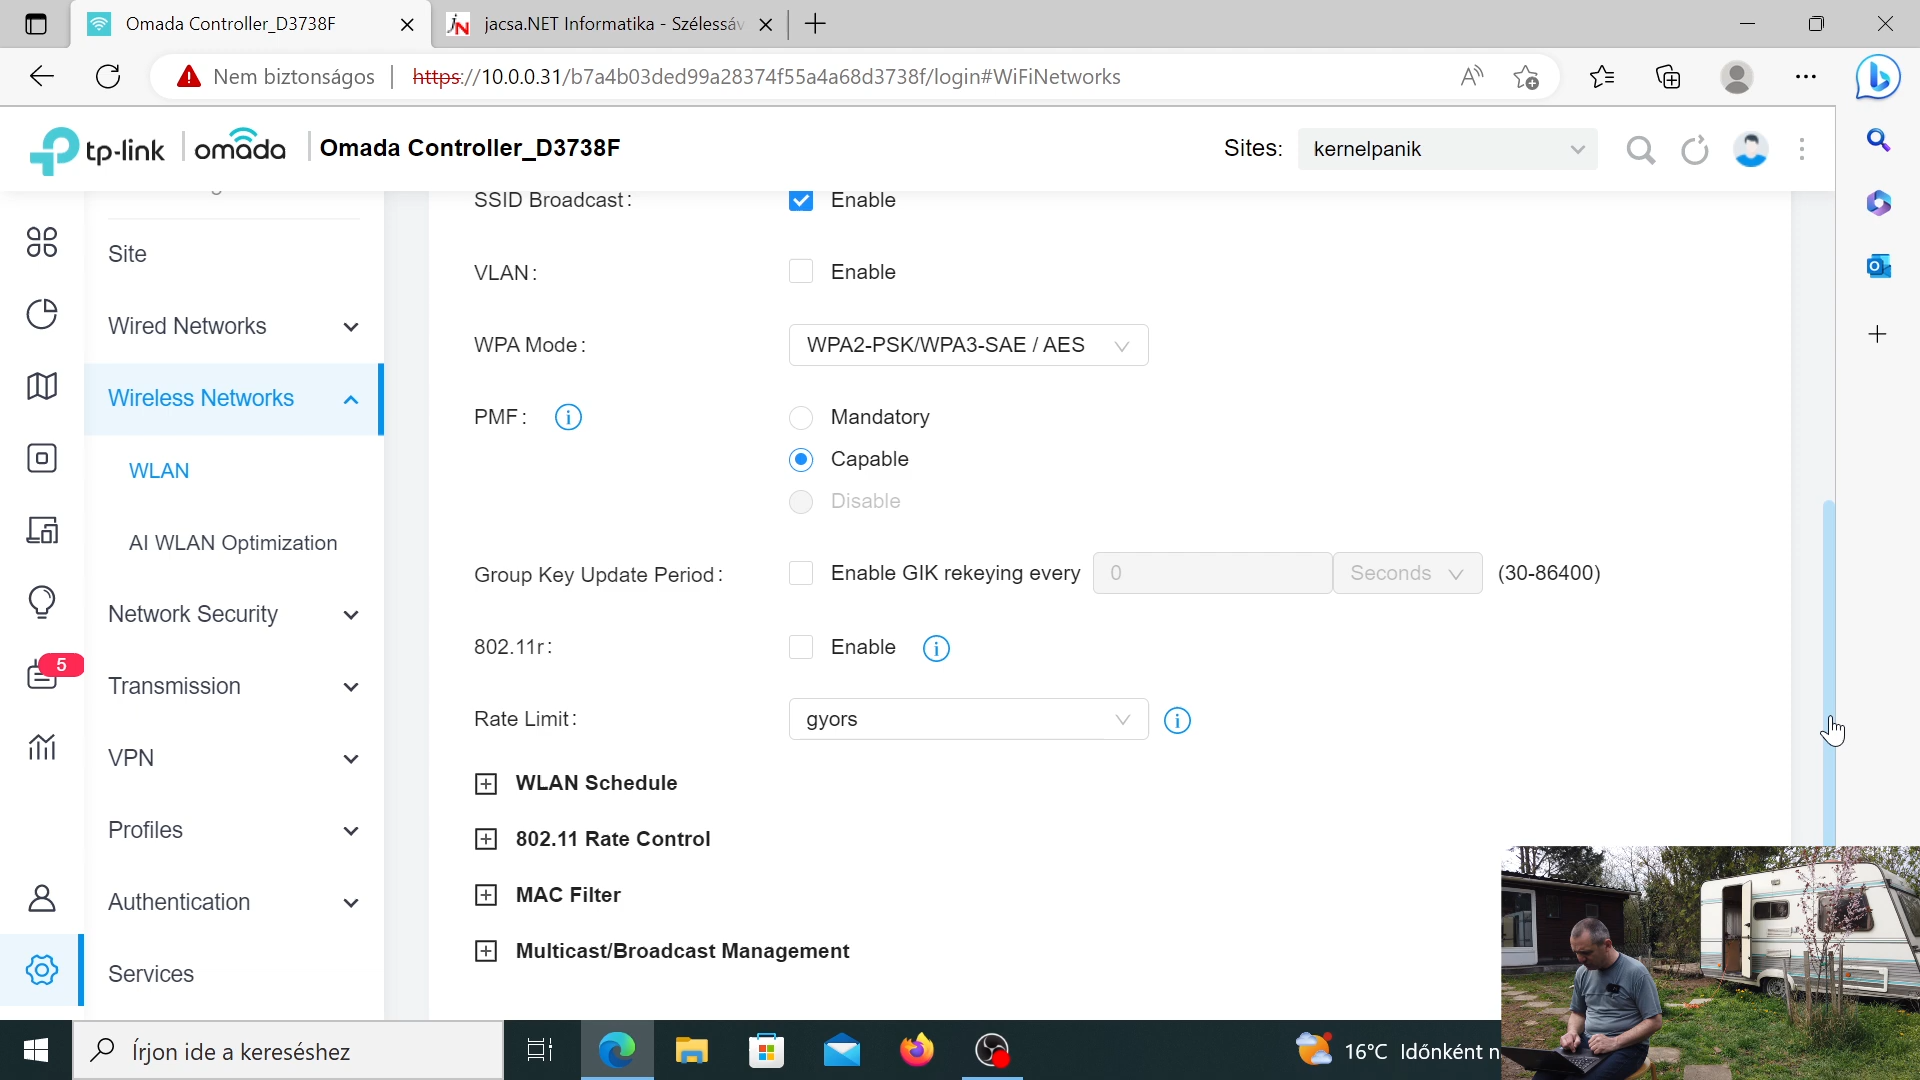 Omada Controller_D3738F
jacsa.NET Informatika - Szélessáv
Nem biztonságos
https://10.0.0.31/b7a4b03ded99a28374f55a4a68d3738f/login#WiFiNetworks
tp-link
omada
Omada Controller_D3738F
Sites:
kernelpanik
SSID Broadcast:
Enable
Site
VLAN:
Enable
Wired Networks
WPA Mode:
WPA2-PSK/WPA3-SAE / AES
Wireless Networks
PMF:
Mandatory
Capable
WLAN
Disable
AI WLAN Optimization
Group Key Update Period:
Enable GIK rekeying every
0
Seconds
(30-86400)
Network Security
802.11r:
Enable
5
Transmission
Rate Limit:
gyors
VPN
WLAN Schedule
Profiles
802.11 Rate Control
MAC Filter
Authentication
Multicast/Broadcast Management
Services
Írjon ide a kereséshez
16°C Időnként n